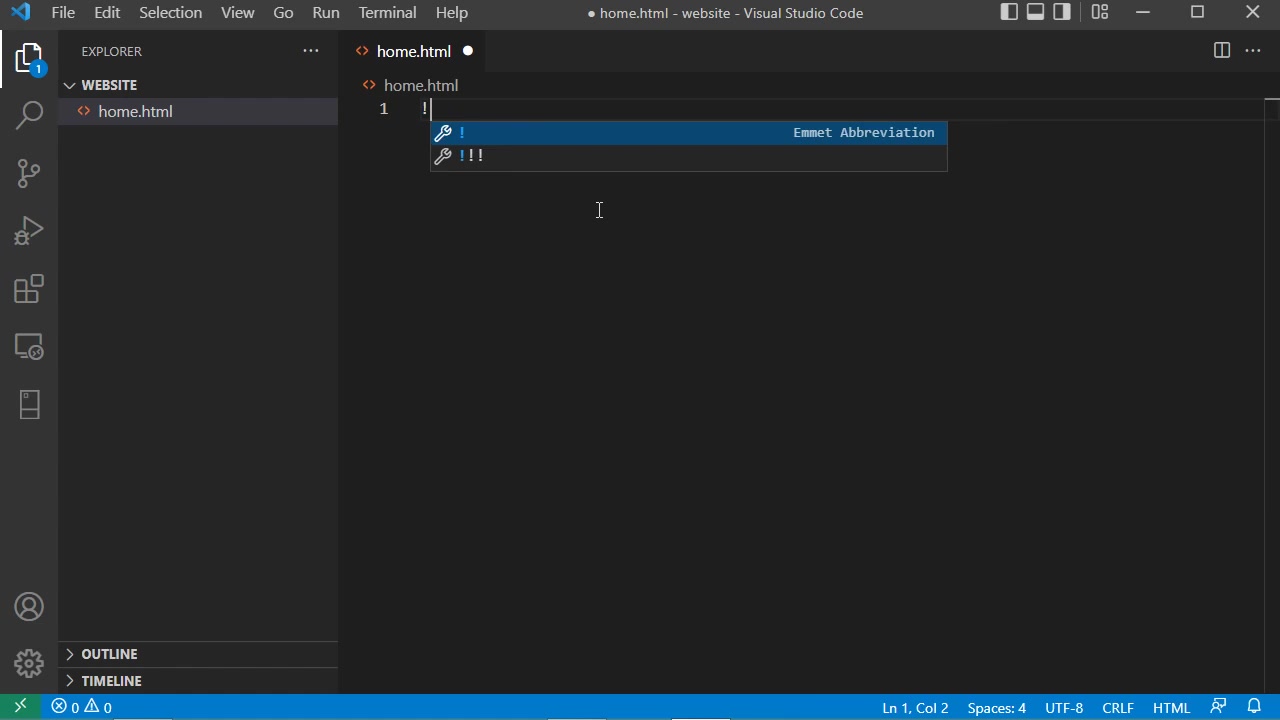 File Edit Selection View Go Run Terminal Help ● home.html - website - Visual Studio Code
EXPLORER
home.html
WEBSITE
home.html
home.html
1 !
! Emmet Abbreviation
!!!
1
OUTLINE
TIMELINE
0 0 Ln 1, Col 2 Spaces: 4 UTF-8 CRLF HTML